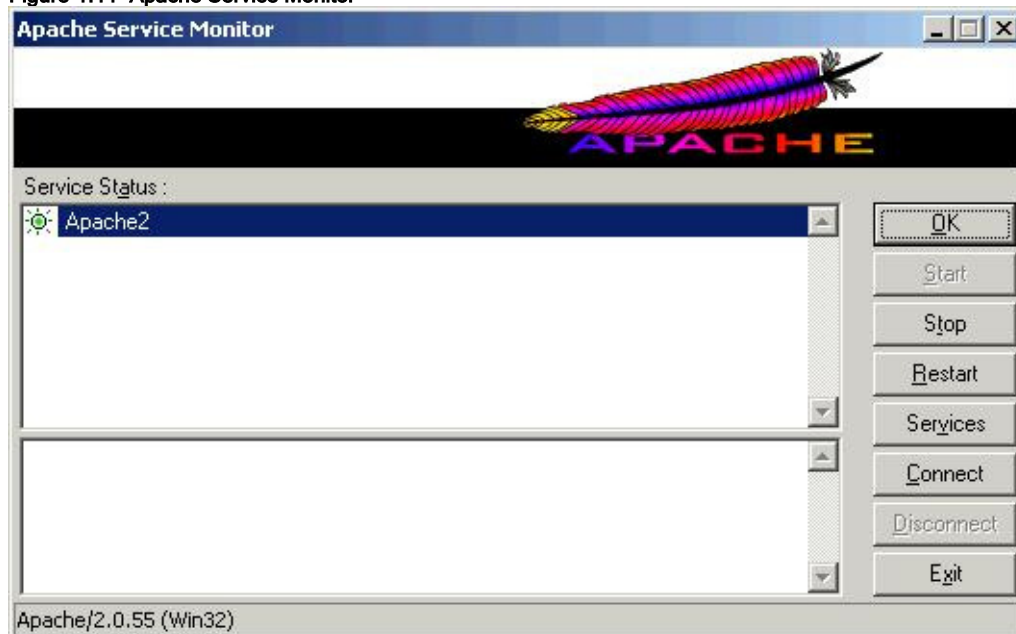 Apache Service Monitor
APACHE
Service Status :
Apache2
OK
Start
Stop
Restart
Services
Connect
Disconnect
Exit
Apache/2.0.55 (Win32)